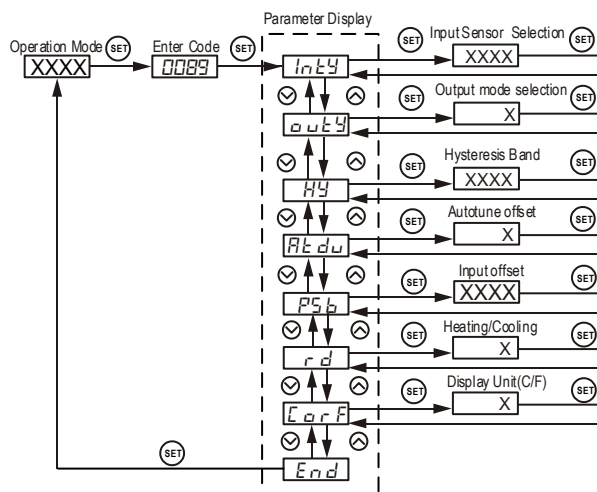 Parameter Display
Operation Mode SET Enter Code SET SET Input Sensor Selection SET
XXXX 0089 Inty XXXX
SET Output mode selection SET
outy X
SET Hysteresis Band SET
HY XXXX
SET Autotune offset SET
Atdu X
SET Input offset SET
PSb XXXX
SET Heating/Cooling SET
rd X
SET Display Unit(C/F) SET
CorF X
SET
End